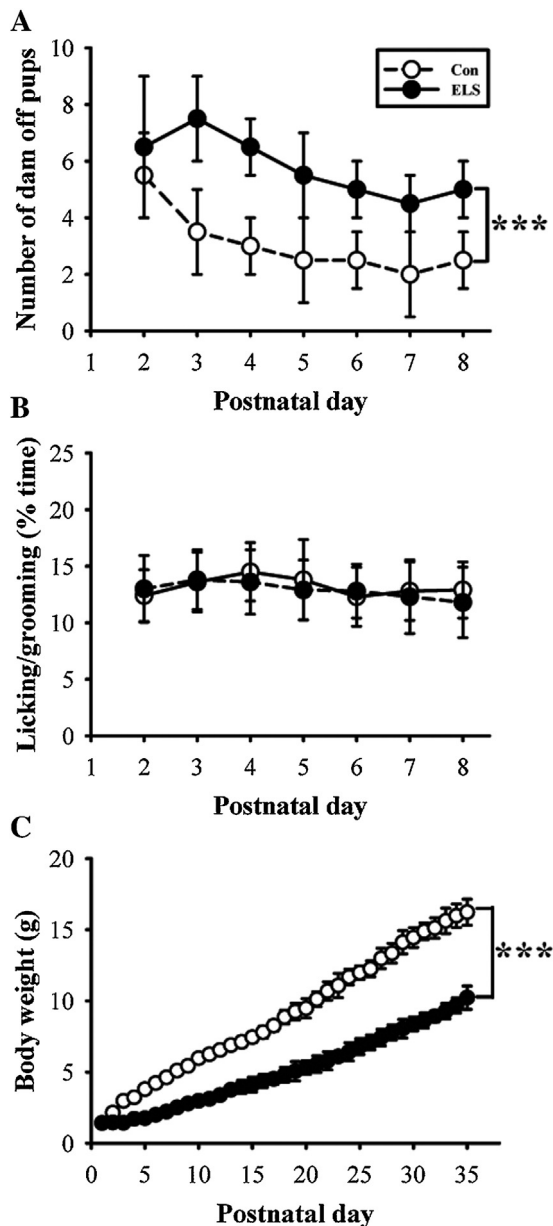 A
Number of dam off pups
10
8
6
4
2
0
Con
ELS
***
1 2 3 4 5 6 7 8
Postnatal day
B
Licking/grooming (% time)
25
20
15
10
5
0
1 2 3 4 5 6 7 8
Postnatal day
C
Body weight (g)
20
15
10
5
0
***
0 5 10 15 20 25 30 35
Postnatal day